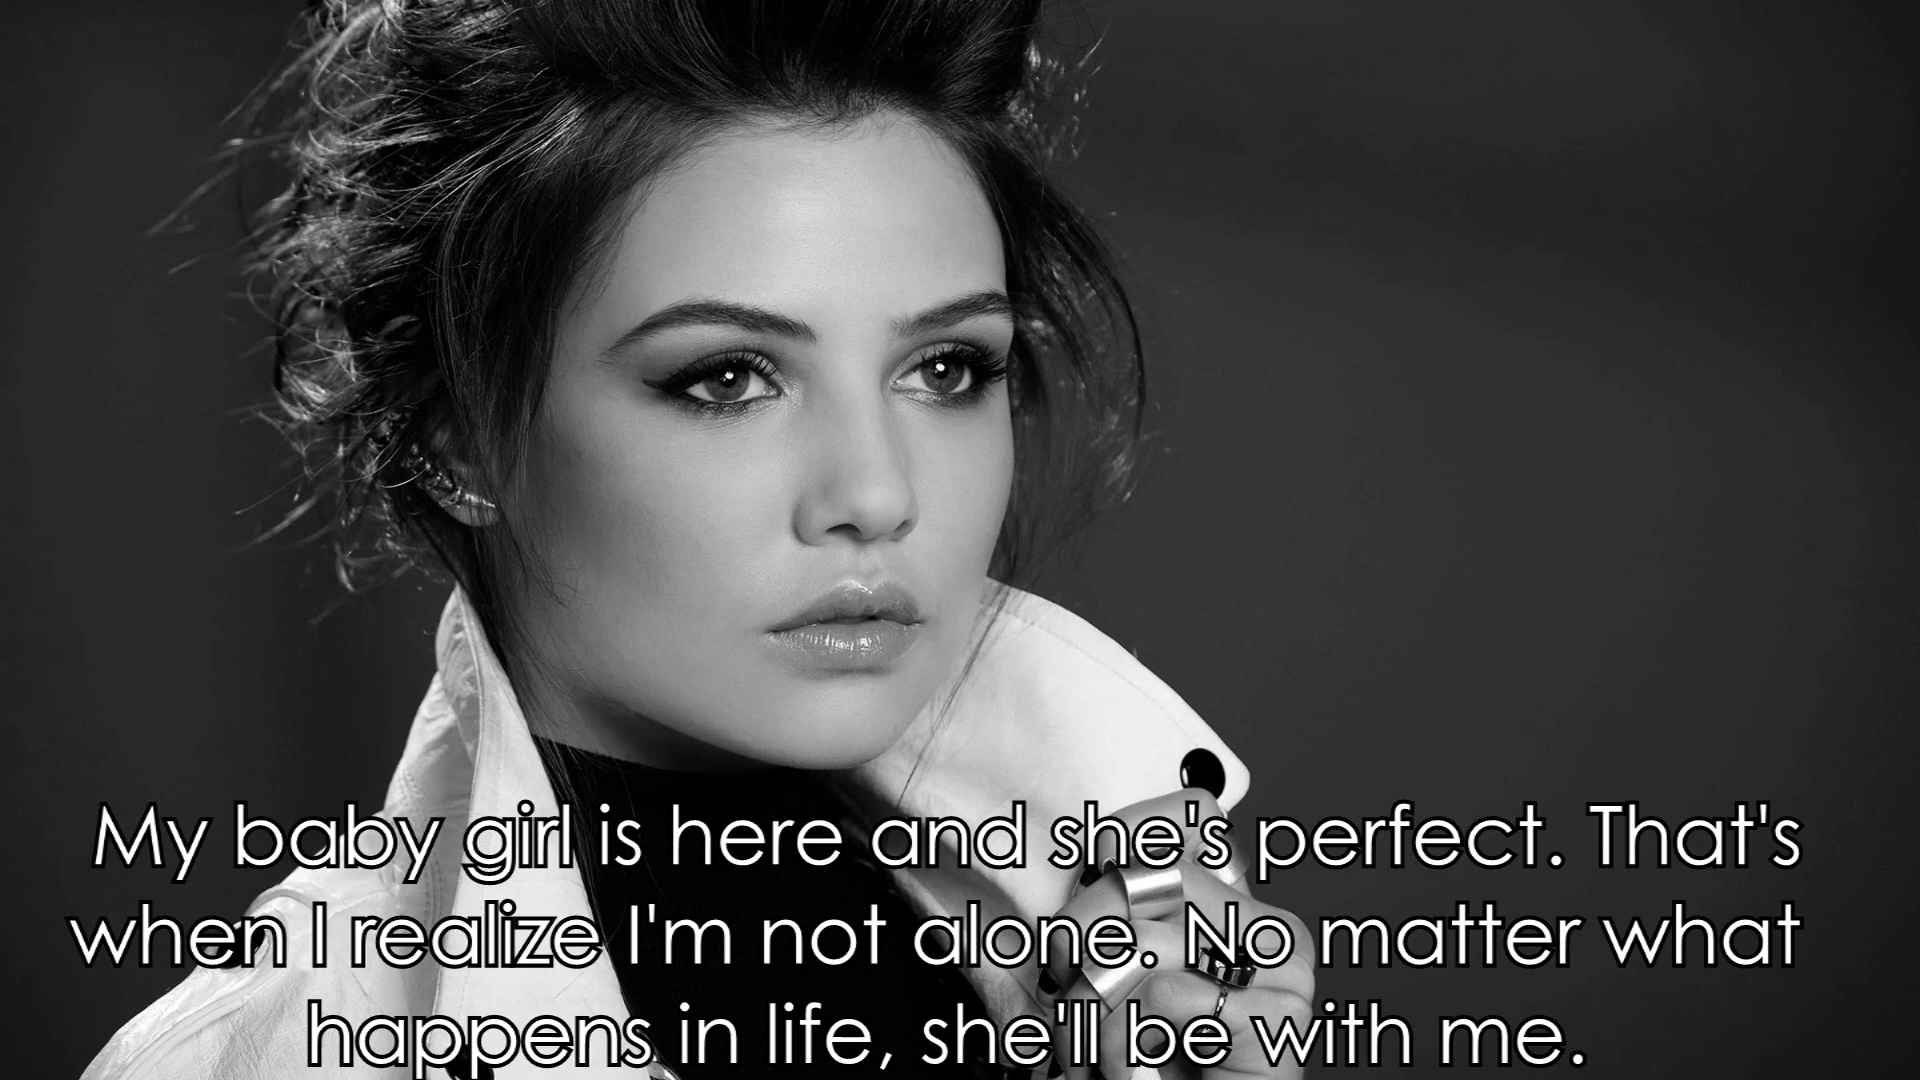 My baby girl is here and she's perfect. That's
when I realize I'm not alone. No matter what
happens in life, she'll be with me.